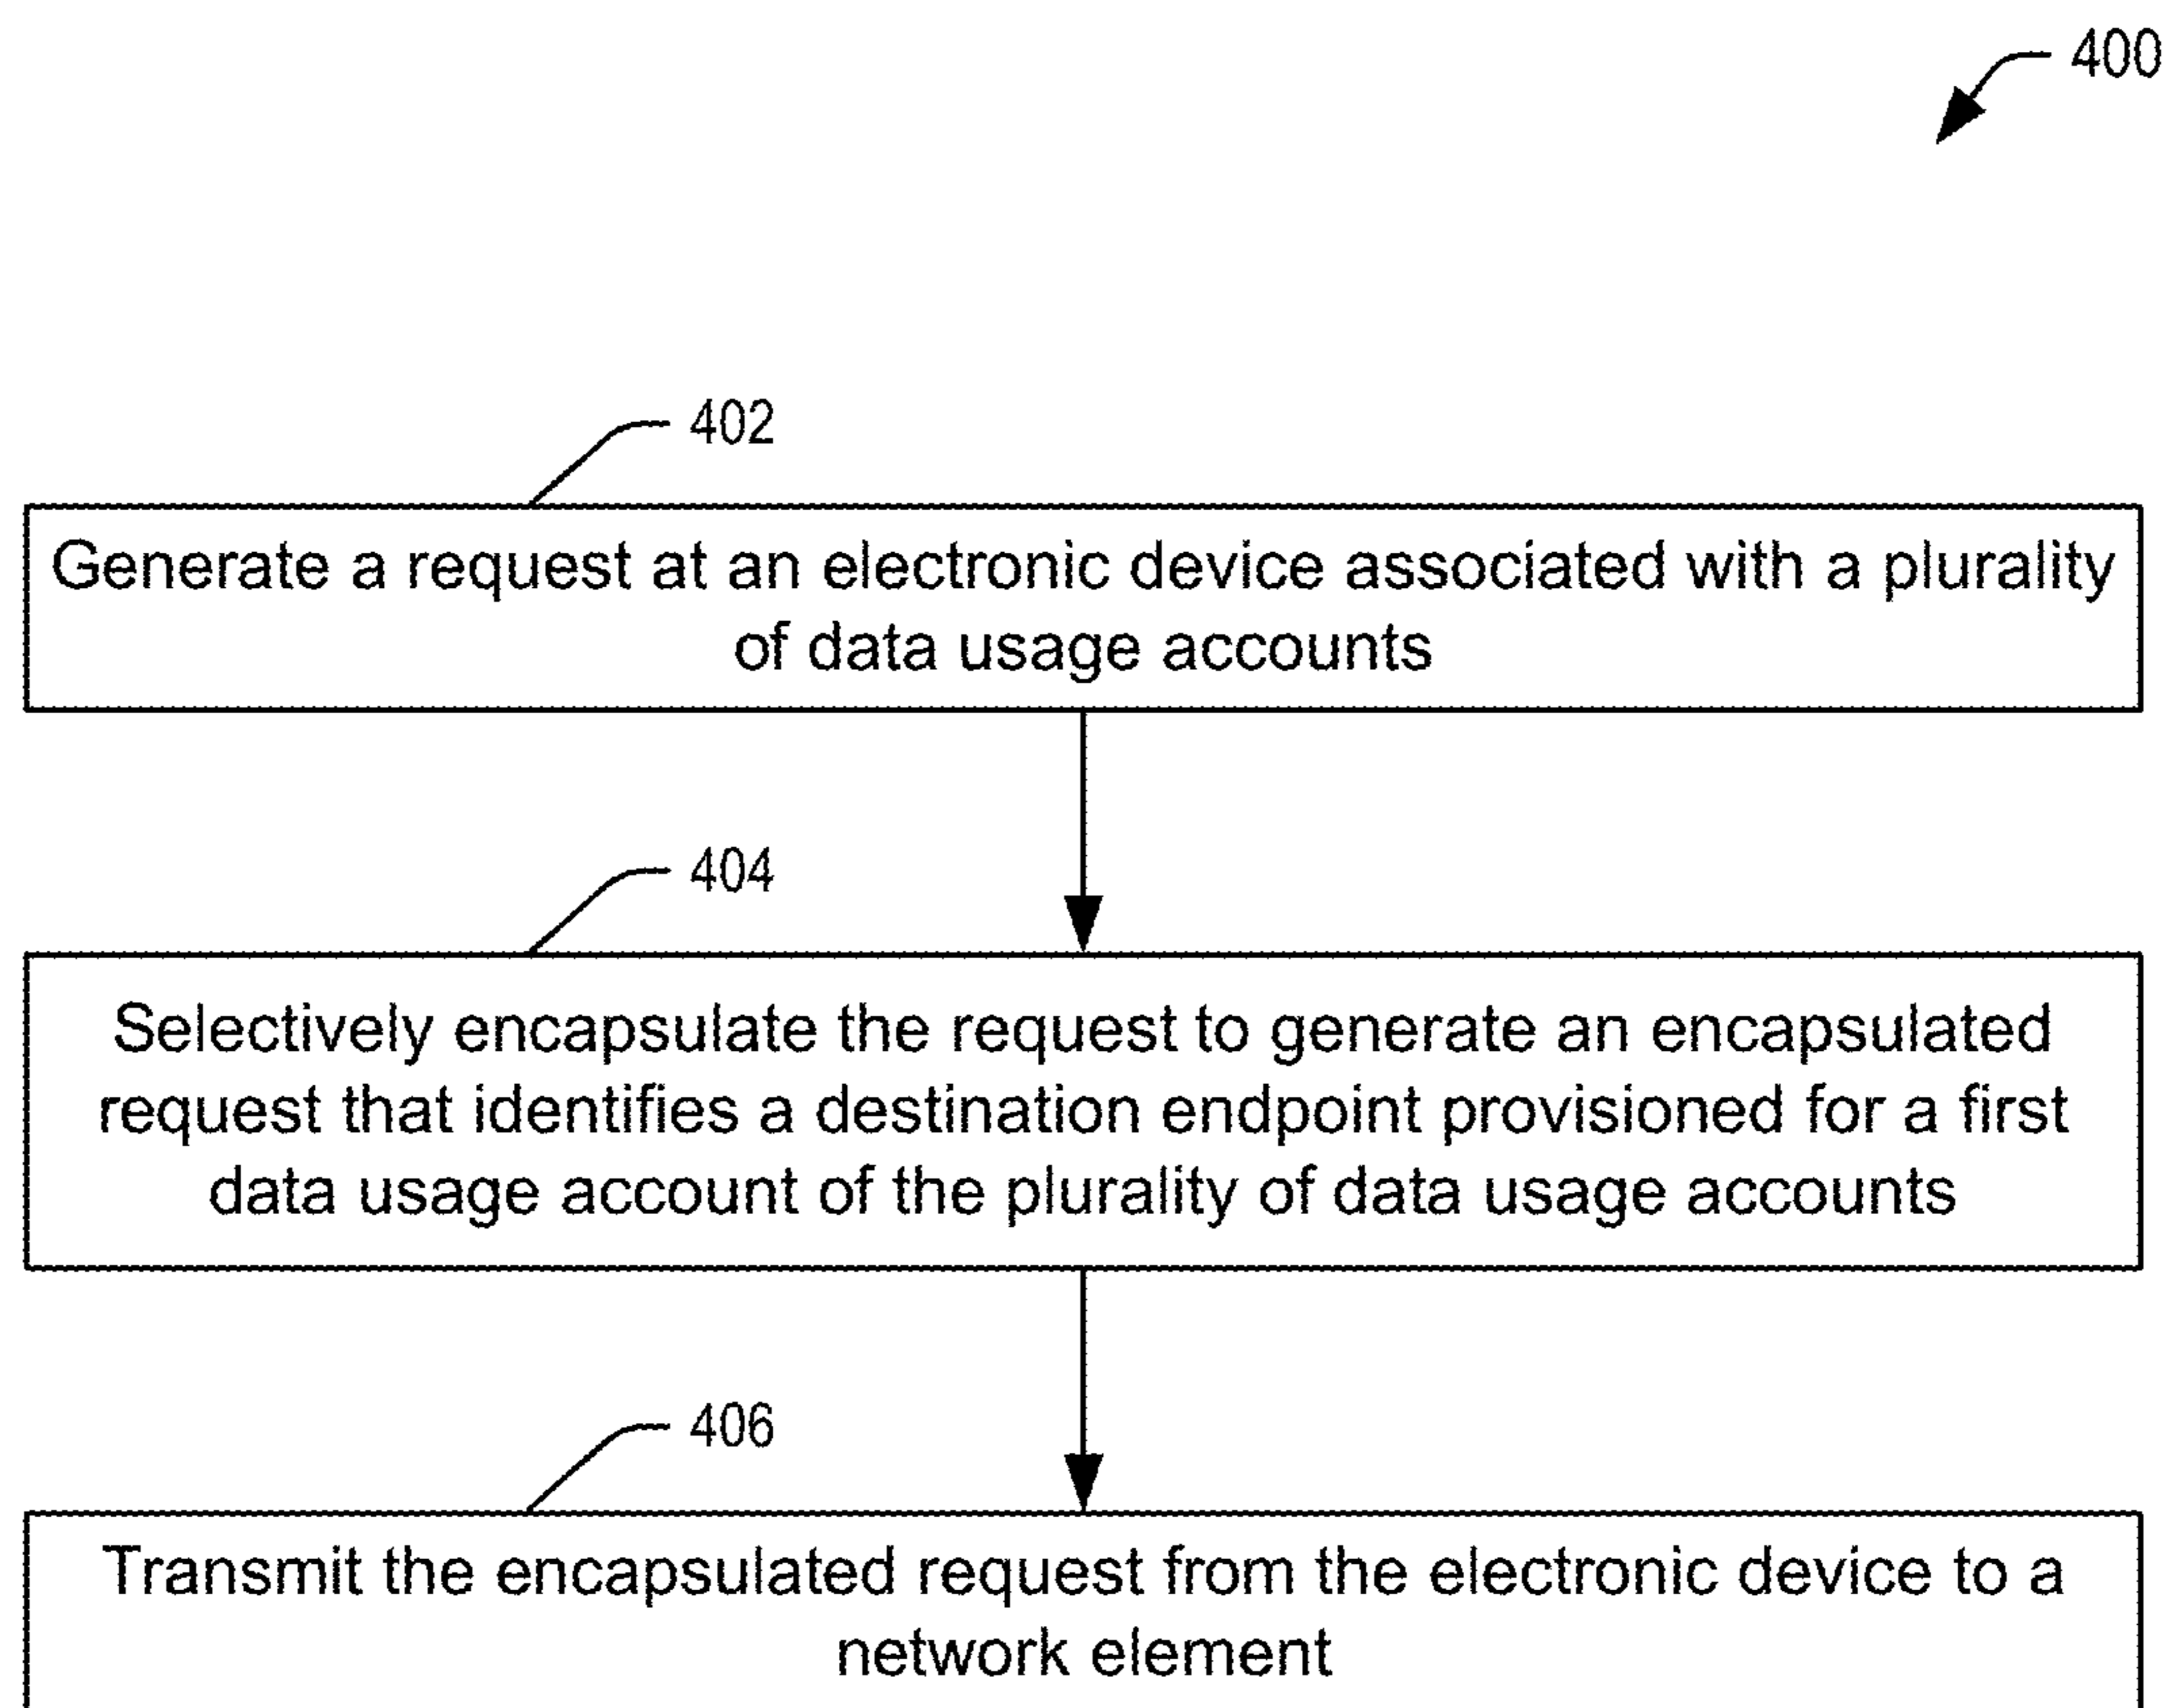 400
402
Generate a request at an electronic device associated with a plurality
of data usage accounts
404
Selectively encapsulate the request to generate an encapsulated
request that identifies a destination endpoint provisioned for a first
data usage account of the plurality of data usage accounts
406
Transmit the encapsulated request from the electronic device to a
network element